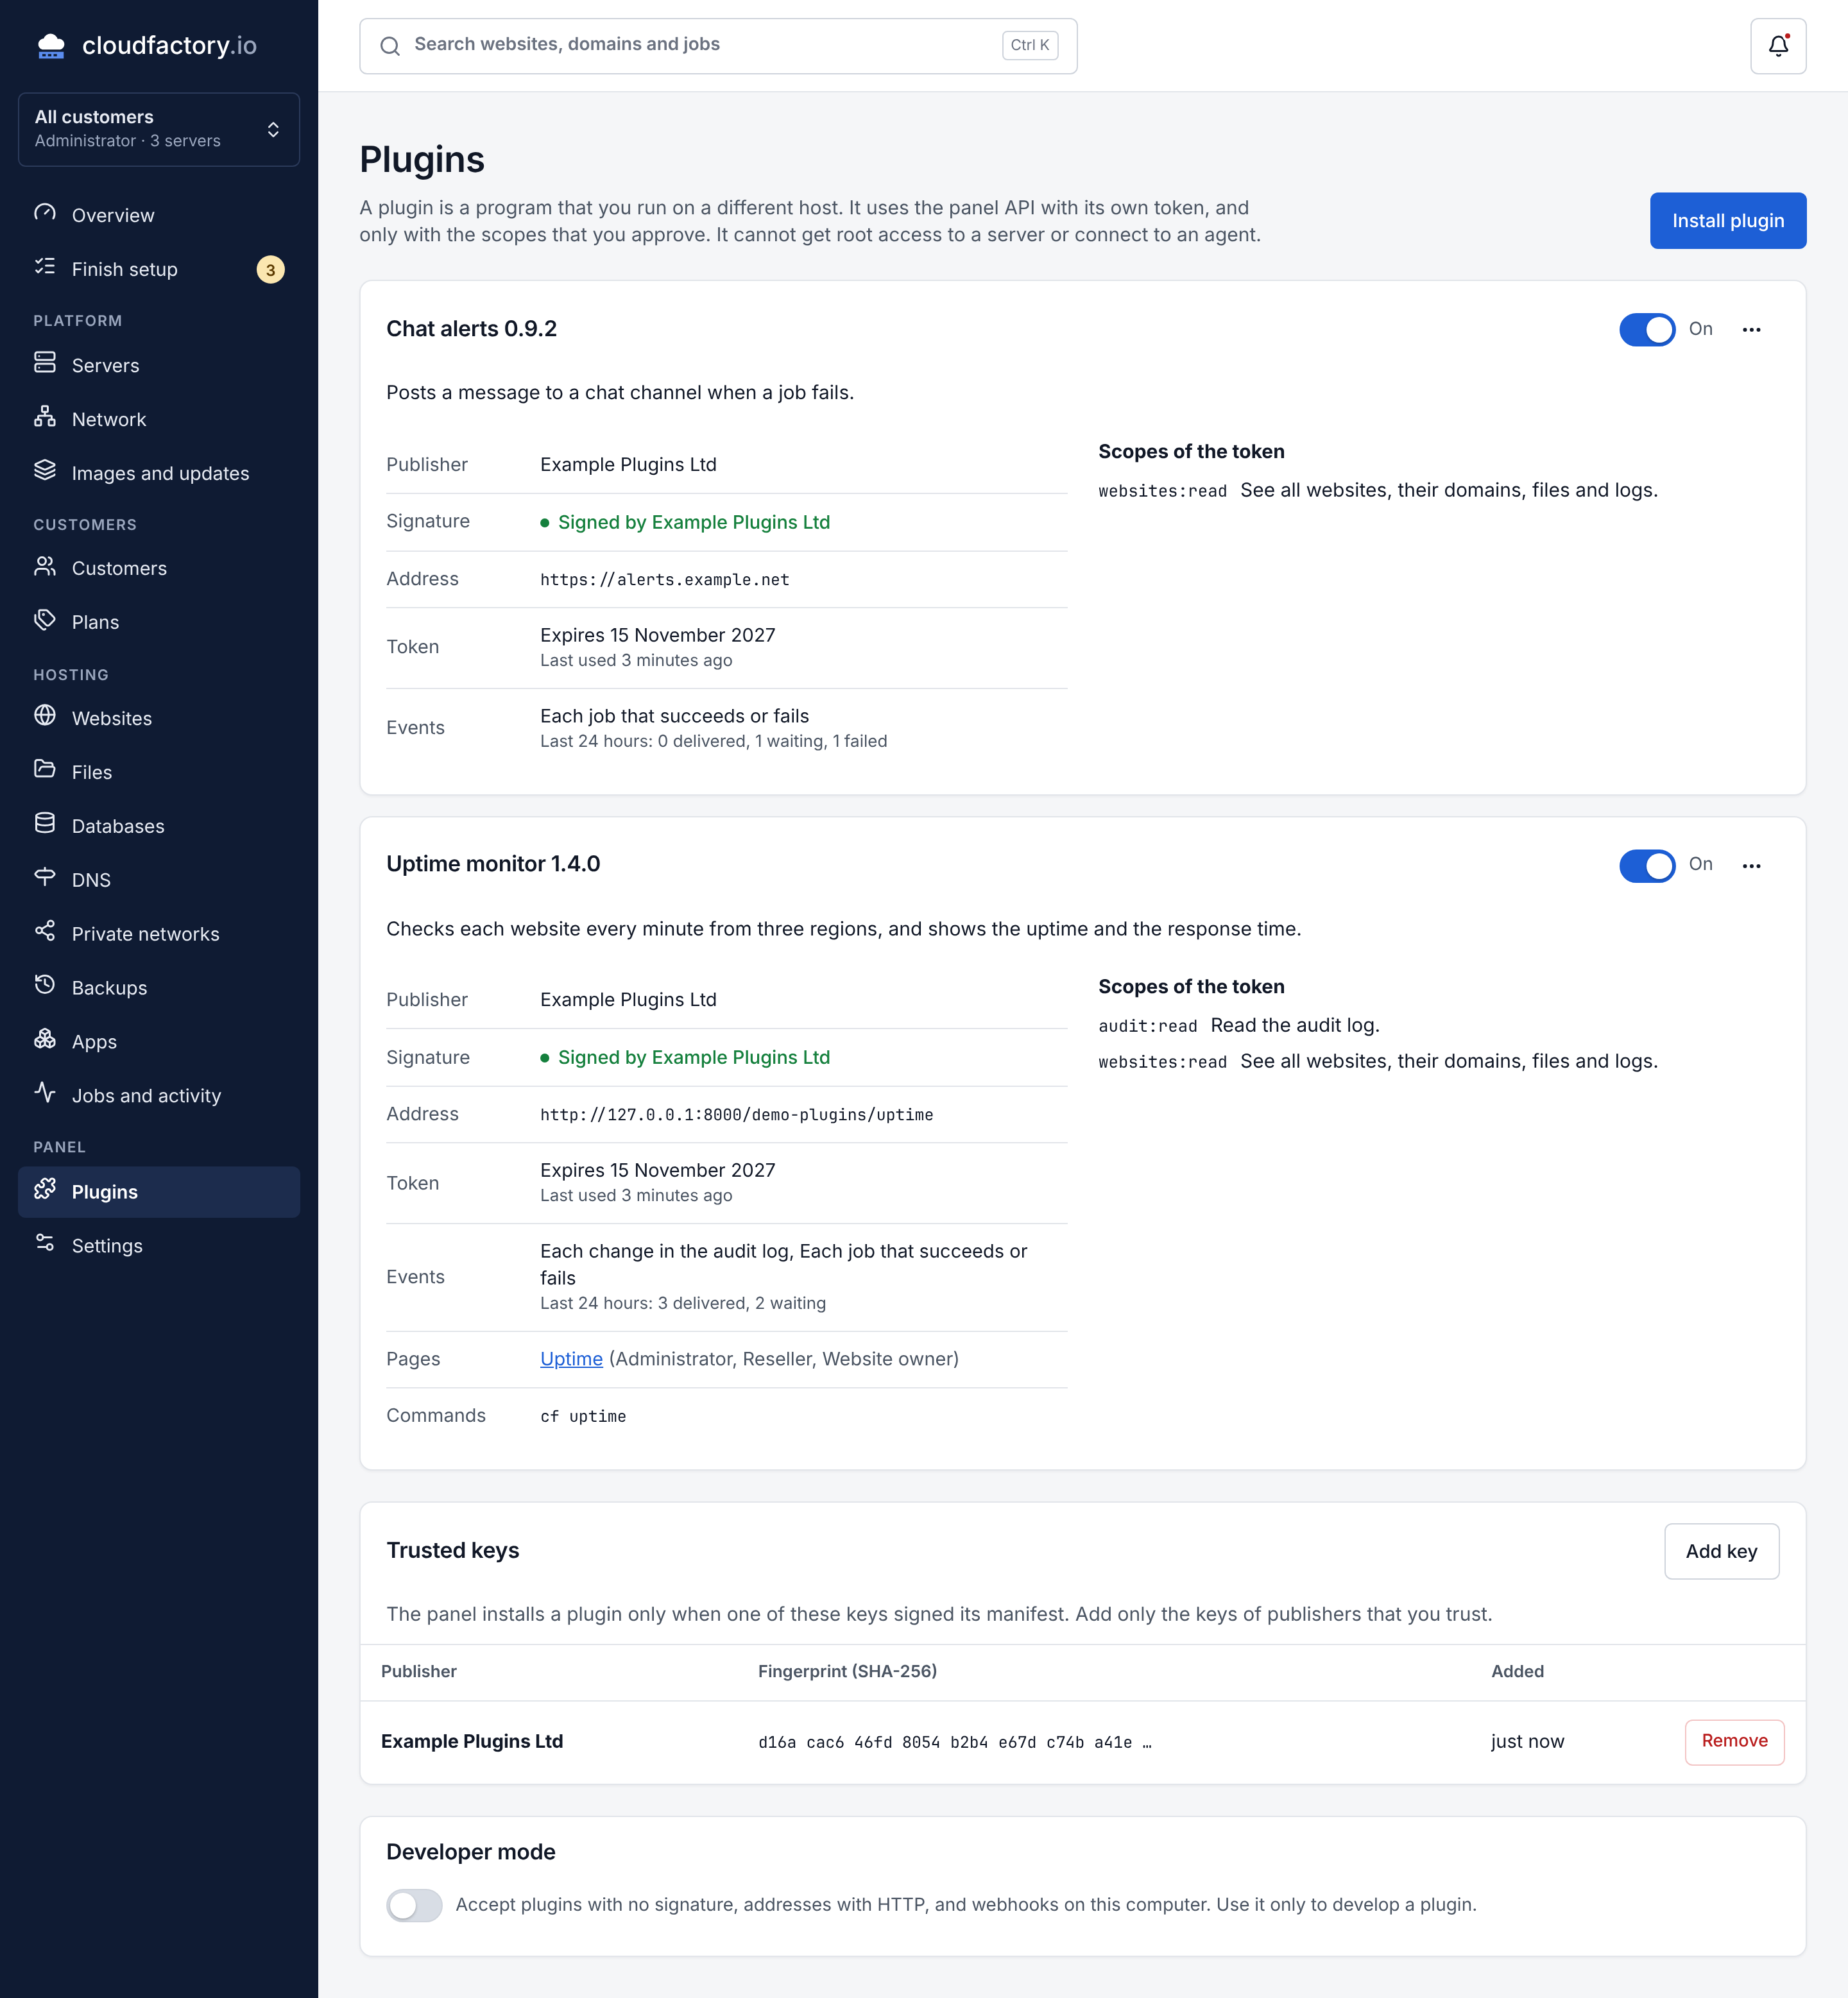 cloudfactory.io
All customers
Administrator · 3 servers
Overview
Finish setup 3
PLATFORM
Servers
Network
Images and updates
CUSTOMERS
Customers
Plans
HOSTING
Websites
Files
Databases
DNS
Private networks
Backups
Apps
Jobs and activity
PANEL
Plugins
Settings
Search websites, domains and jobs Ctrl K
Plugins
A plugin is a program that you run on a different host. It uses the panel API with its own token, and
only with the scopes that you approve. It cannot get root access to a server or connect to an agent.
Install plugin
Chat alerts 0.9.2 On
Posts a message to a chat channel when a job fails.
Publisher Example Plugins Ltd
Signature Signed by Example Plugins Ltd
Address https://alerts.example.net
Token Expires 15 November 2027
Last used 3 minutes ago
Events Each job that succeeds or fails
Last 24 hours: 0 delivered, 1 waiting, 1 failed
Scopes of the token
websites:read See all websites, their domains, files and logs.
Uptime monitor 1.4.0 On
Checks each website every minute from three regions, and shows the uptime and the response time.
Publisher Example Plugins Ltd
Signature Signed by Example Plugins Ltd
Address http://127.0.0.1:8000/demo-plugins/uptime
Token Expires 15 November 2027
Last used 3 minutes ago
Events Each change in the audit log, Each job that succeeds or
fails
Last 24 hours: 3 delivered, 2 waiting
Pages Uptime (Administrator, Reseller, Website owner)
Commands cf uptime
Scopes of the token
audit:read Read the audit log.
websites:read See all websites, their domains, files and logs.
Trusted keys Add key
The panel installs a plugin only when one of these keys signed its manifest. Add only the keys of publishers that you trust.
Publisher Fingerprint (SHA-256) Added
Example Plugins Ltd d16a cac6 46fd 8054 b2b4 e67d c74b a41e … just now Remove
Developer mode
Accept plugins with no signature, addresses with HTTP, and webhooks on this computer. Use it only to develop a plugin.